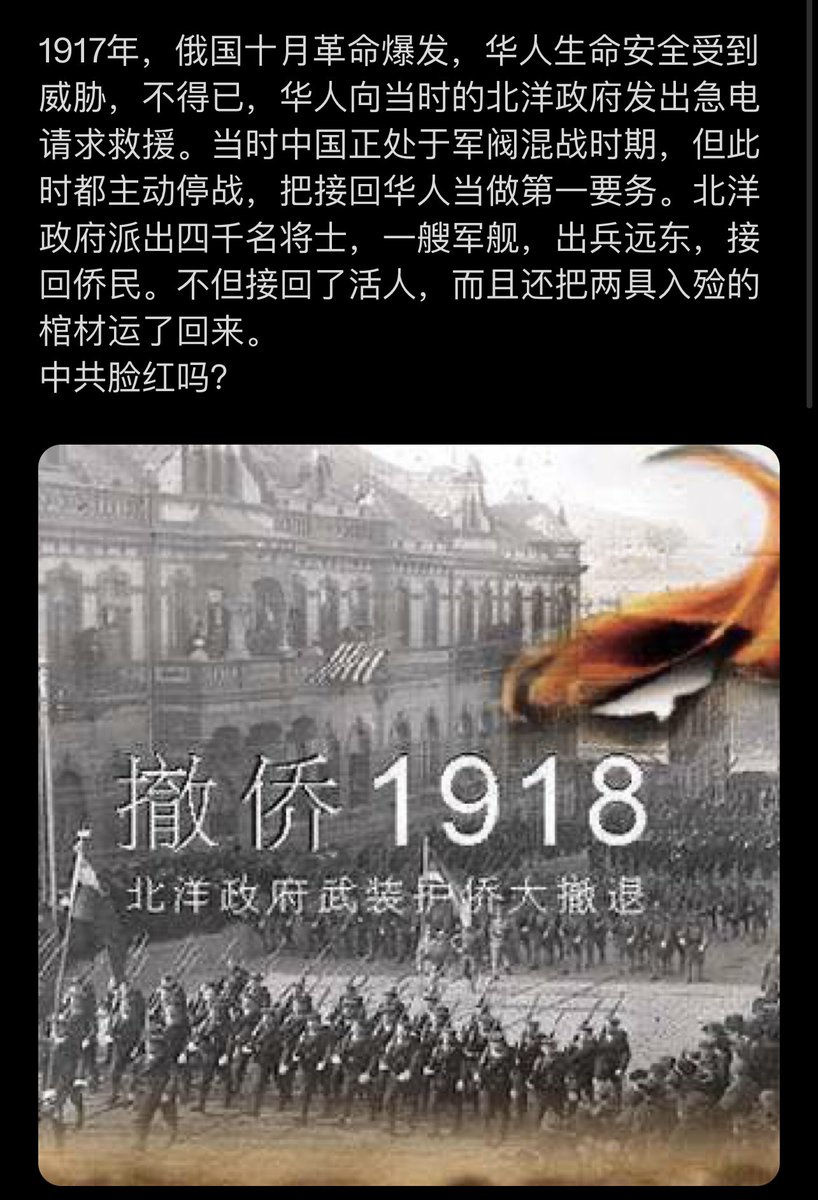 1917年，俄国十月革命爆发，华人生命安全受到
威胁，不得已，华人向当时的北洋政府发出急电
请求救援。当时中国正处于军阀混战时期，但此
时都主动停战，把接回华人当做第一要务。北洋
政府派出四千名将士，一艘军舰，出兵远东，接
回侨民。不但接回了活人，而且还把两具入殓的
棺材运了回来。
中共脸红吗？
撤侨1918
北洋政府武装护侨大撤退